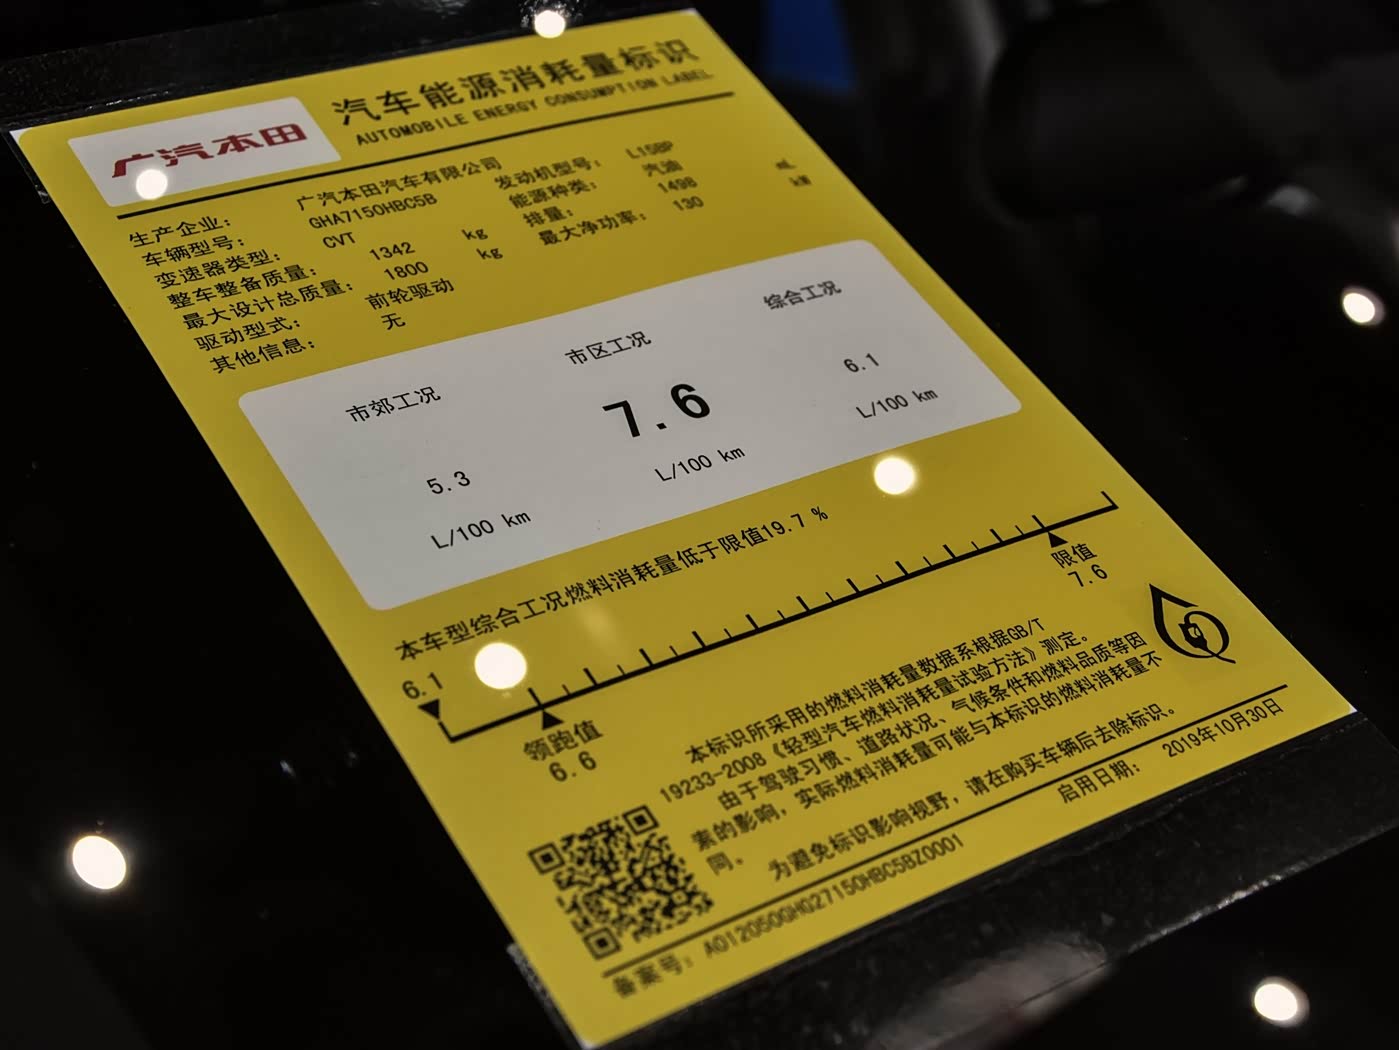 广汽本田
汽车能源消耗量标识
AUTOMOBILE ENERGY CONSUMPTION LABEL
生产企业: 广汽本田汽车有限公司
车辆型号: GHA7150HBC5B
变速器类型: CVT
整车整备质量: 1342 kg
最大设计总质量: 1800 kg
驱动型式: 前轮驱动
其他信息: 无
发动机型号: L15BP
能源种类: 汽油
排量: 1498 mL
最大净功率: 130 kW
市郊工况
5.3
L/100 km
市区工况
7.6
L/100 km
综合工况
6.1
L/100 km
本车型综合工况燃料消耗量低于限值19.7 %
6.1
领跑值
6.6
限值
7.6
本标识所采用的燃料消耗量数据系根据GB/T
19233-2008《轻型汽车燃料消耗量试验方法》测定。
由于驾驶习惯、道路状况、气候条件和燃料品质等因
素的影响，实际燃料消耗量可能与本标识的燃料消耗量不
同。
为避免标识影响视野，请在购买车辆后去除标识。
备案号: A012050GH027150HBC5BZ0001
启用日期: 2019年10月30日